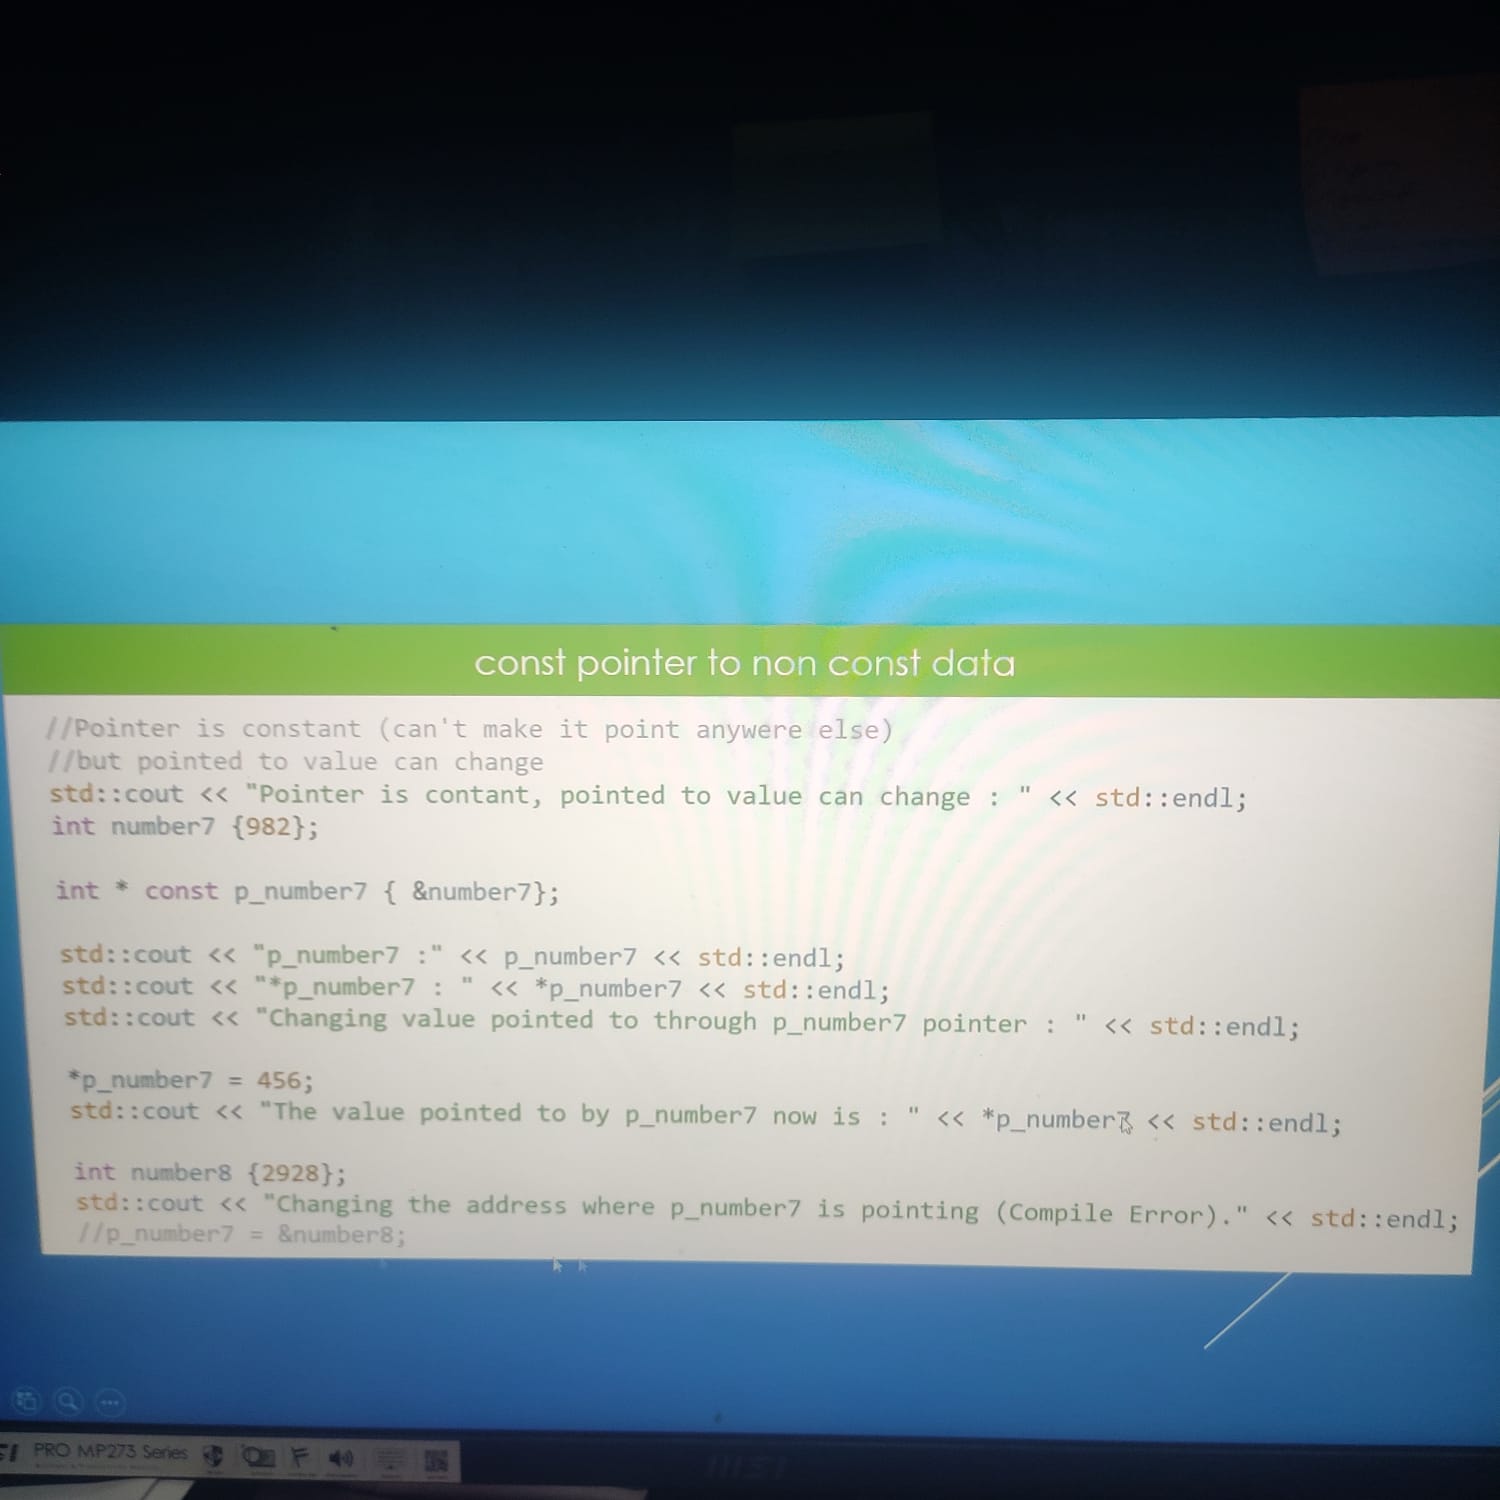 const pointer to non const data
//Pointer is constant (can't make it point anywere else)
//but pointed to value can change
std::cout << "Pointer is contant, pointed to value can change : " << std::endl;
int number7 {982};
int * const p_number7 { &number7};
std::cout << "p_number7 :" << p_number7 << std::endl;
std::cout << "*p_number7 : " << *p_number7 << std::endl;
std::cout << "Changing value pointed to through p_number7 pointer : " << std::endl;
*p_number7 = 456;
std::cout << "The value pointed to by p_number7 now is : " << *p_number7 << std::endl;
int number8 {2928};
std::cout << "Changing the address where p_number7 is pointing (Compile Error)." << std::endl;
//p_number7 = &number8;
PRO MP273 Series
msi